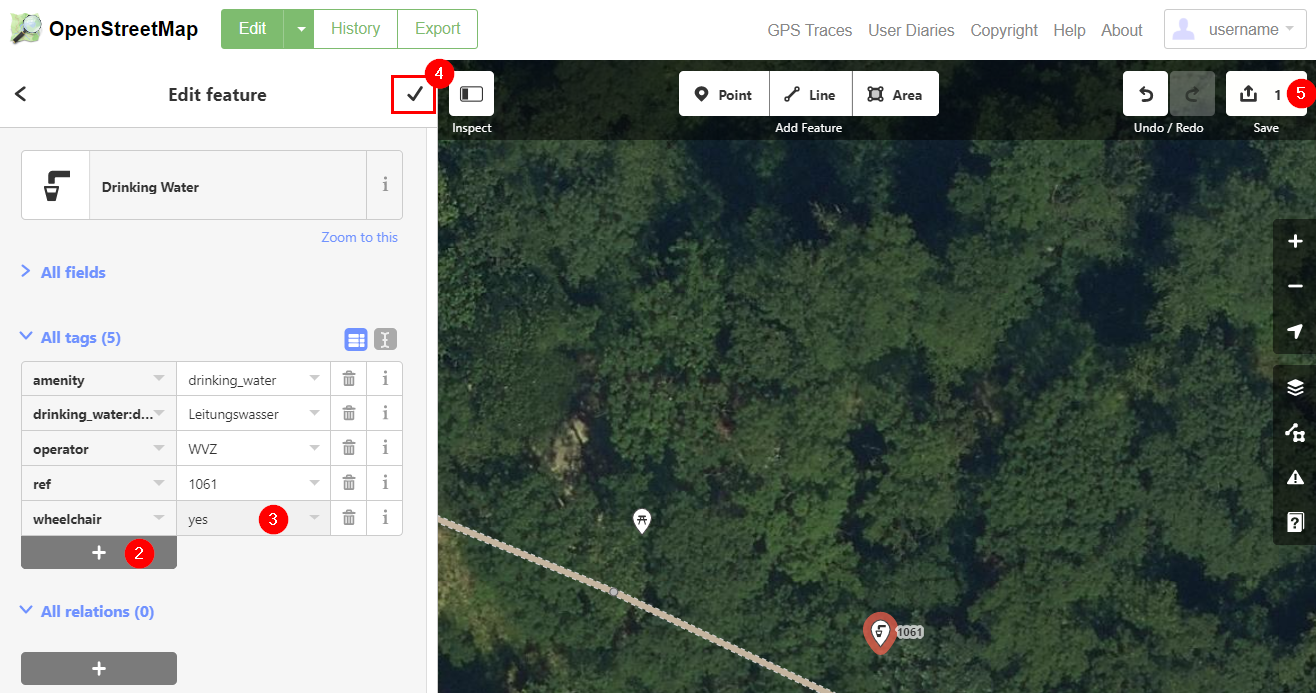 OpenStreetMap Edit History Export GPS Traces User Diaries Copyright Help About username
Edit feature 4
Inspect
Point Line Area
Add Feature
Undo / Redo
1 5
Save
Drinking Water i
Zoom to this
All fields
All tags (5)
amenity drinking_water i
drinking_water:d... Leitungswasser i
operator WVZ i
ref 1061 i
wheelchair yes 3 i
+ 2
All relations (0)
+
1061